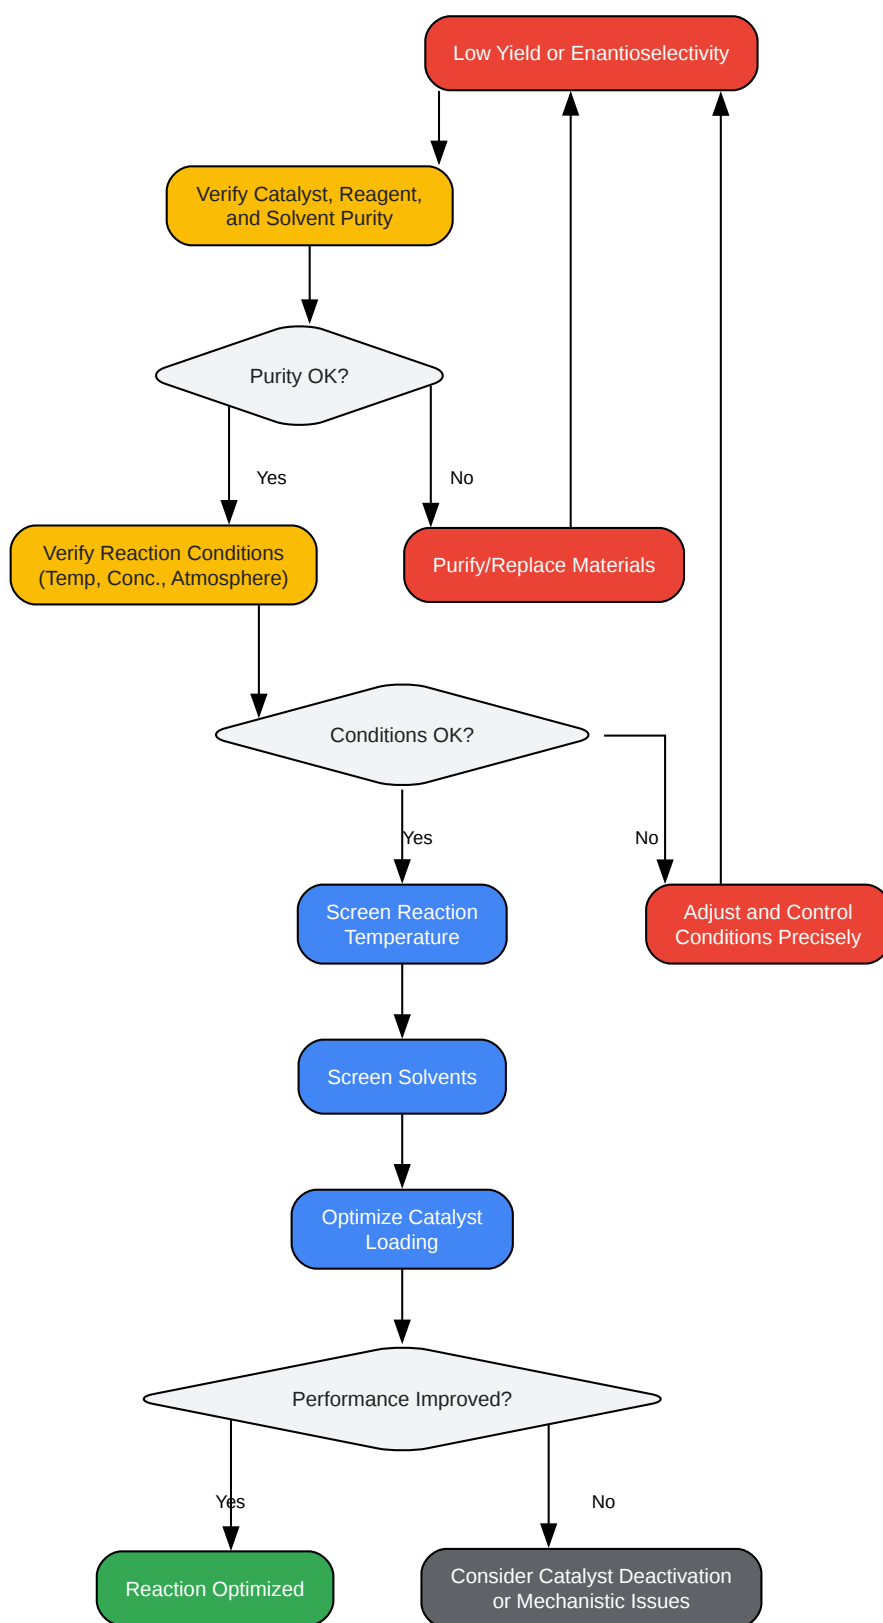 Low Yield or Enantioselectivity
Verify Catalyst, Reagent,
and Solvent Purity
Purity OK?
Yes
No
Verify Reaction Conditions
(Temp, Conc., Atmosphere)
Purify/Replace Materials
Conditions OK?
Yes
No
Screen Reaction
Temperature
Adjust and Control
Conditions Precisely
Screen Solvents
Optimize Catalyst
Loading
Performance Improved?
Yes
No
Reaction Optimized
Consider Catalyst Deactivation
or Mechanistic Issues